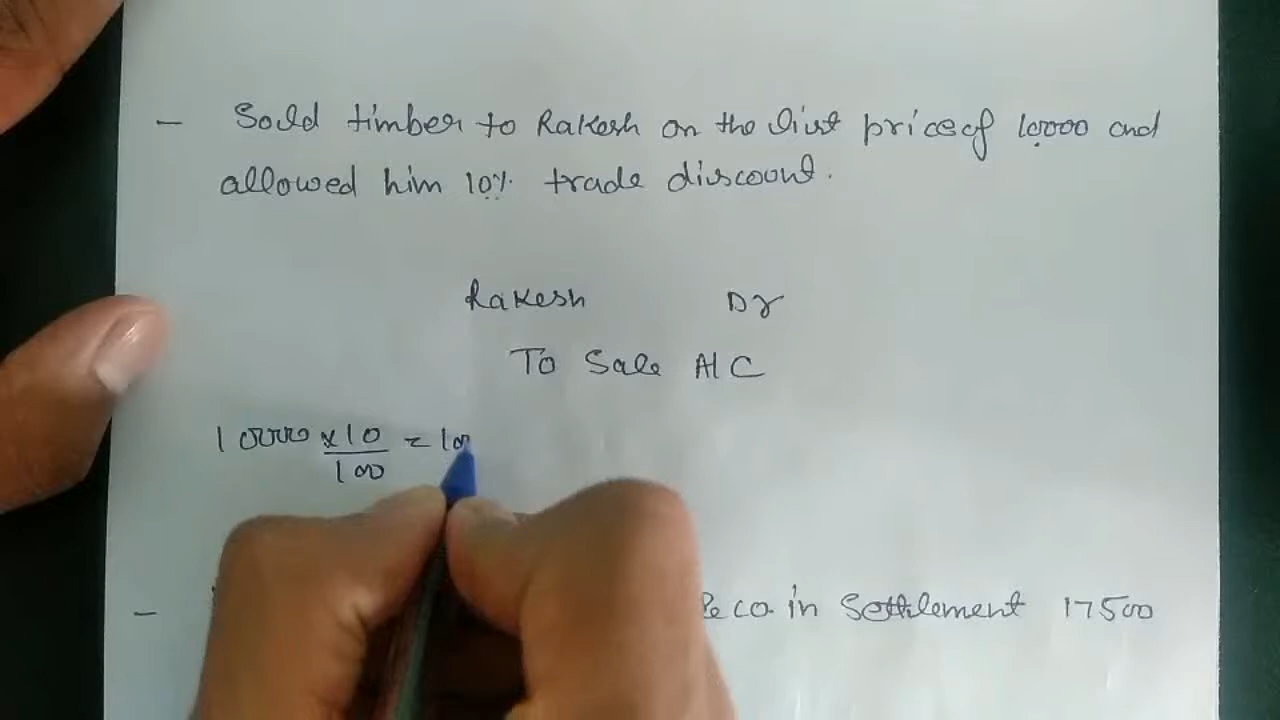 - Sold timber to Rakesh on the list price of 10000 and
allowed him 10% trade discount.
Rakesh Dr
To Sale A/C
10000 x 10 = 100
100
- & co. in Settlement 17500